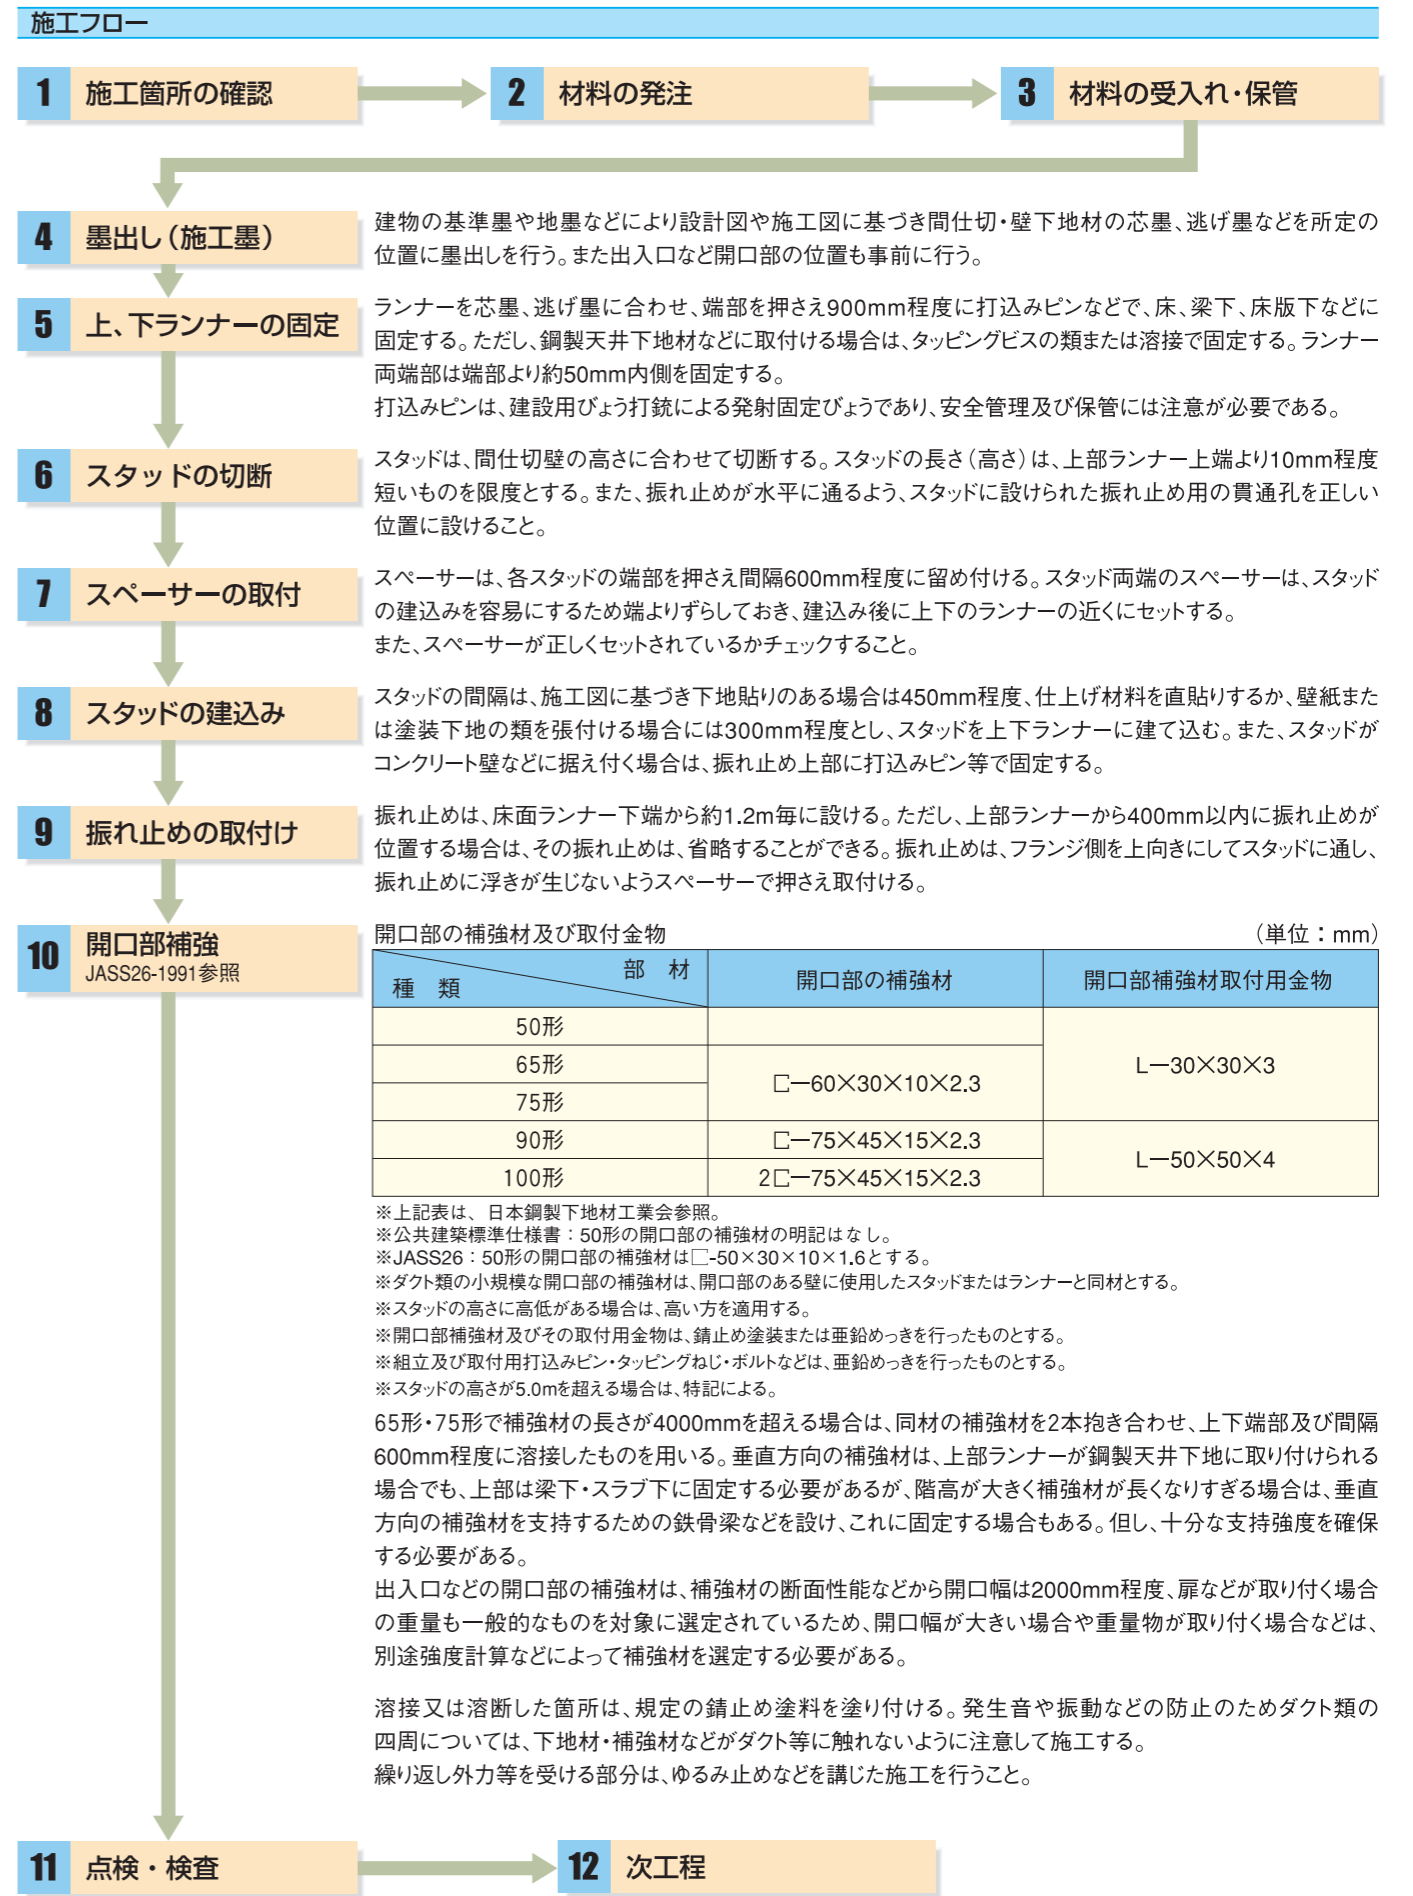 施工フロー
1 施工箇所の確認
2 材料の発注
3 材料の受入れ・保管
4 墨出し（施工墨）
建物の基準墨や地墨などにより設計図や施工図に基づき間仕切・壁下地材の芯墨、逃げ墨などを所定の
位置に墨出しを行う。また出入口など開口部の位置も事前に行う。
5 上、下ランナーの固定
ランナーを芯墨、逃げ墨に合わせ、端部を押さえ900mm程度に打込みピンなどで、床、梁下、床版下などに
固定する。ただし、鋼製天井下地材などに取付ける場合は、タッピングビスの類または溶接で固定する。ランナー
両端部は端部より約50mm内側を固定する。
打込みピンは、建設用びょう打銃による発射固定びょうであり、安全管理及び保管には注意が必要である。
6 スタッドの切断
スタッドは、間仕切壁の高さに合わせて切断する。スタッドの長さ（高さ）は、上部ランナー上端より10mm程度
短いものを限度とする。また、振れ止めが水平に通るよう、スタッドに設けられた振れ止め用の貫通孔を正しい
位置に設けること。
7 スペーサーの取付
スペーサーは、各スタッドの端部を押さえ間隔600mm程度に留め付ける。スタッド両端のスペーサーは、スタッド
の建込みを容易にするため端よりずらしておき、建込み後に上下のランナーの近くにセットする。
また、スペーサーが正しくセットされているかチェックすること。
8 スタッドの建込み
スタッドの間隔は、施工図に基づき下地貼りのある場合は450mm程度、仕上げ材料を直貼りするか、壁紙また
は塗装下地の類を張付ける場合には300mm程度とし、スタッドを上下ランナーに建て込む。また、スタッドが
コンクリート壁などに据え付く場合は、振れ止め上部に打込みピン等で固定する。
9 振れ止めの取付け
振れ止めは、床面ランナー下端から約1.2m毎に設ける。ただし、上部ランナーから400mm以内に振れ止めが
位置する場合は、その振れ止めは、省略することができる。振れ止めは、フランジ側を上向きにしてスタッドに通し、
振れ止めに浮きが生じないようスペーサーで押さえ取付ける。
10 開口部補強
JASS26-1991参照
開口部の補強材及び取付金物 （単位：mm）
部 材
種 類 開口部の補強材 開口部補強材取付用金物
50形
65形 L−30×30×3
⊏−60×30×10×2.3
75形
90形 ⊏−75×45×15×2.3
L−50×50×4
100形 2⊏−75×45×15×2.3
※上記表は、日本鋼製下地材工業会参照。
※公共建築標準仕様書：50形の開口部の補強材の明記はなし。
※JASS26：50形の開口部の補強材は⊏-50×30×10×1.6とする。
※ダクト類の小規模な開口部の補強材は、開口部のある壁に使用したスタッドまたはランナーと同材とする。
※スタッドの高さに高低がある場合は、高い方を適用する。
※開口部補強材及びその取付用金物は、錆止め塗装または亜鉛めっきを行ったものとする。
※組立及び取付用打込みピン・タッピングねじ・ボルトなどは、亜鉛めっきを行ったものとする。
※スタッドの高さが5.0mを超える場合は、特記による。
65形・75形で補強材の長さが4000mmを超える場合は、同材の補強材を2本抱き合わせ、上下端部及び間隔
600mm程度に溶接したものを用いる。垂直方向の補強材は、上部ランナーが鋼製天井下地に取り付けられる
場合でも、上部は梁下・スラブ下に固定する必要があるが、階高が大きく補強材が長くなりすぎる場合は、垂直
方向の補強材を支持するための鉄骨梁などを設け、これに固定する場合もある。但し、十分な支持強度を確保
する必要がある。
出入口などの開口部の補強材は、補強材の断面性能などから開口幅は2000mm程度、扉などが取り付く場合
の重量も一般的なものを対象に選定されているため、開口幅が大きい場合や重量物が取り付く場合などは、
別途強度計算などによって補強材を選定する必要がある。
溶接又は溶断した箇所は、規定の錆止め塗料を塗り付ける。発生音や振動などの防止のためダクト類の
四周については、下地材・補強材などがダクト等に触れないように注意して施工する。
繰り返し外力等を受ける部分は、ゆるみ止めなどを講じた施工を行うこと。
11 点検・検査
12 次工程